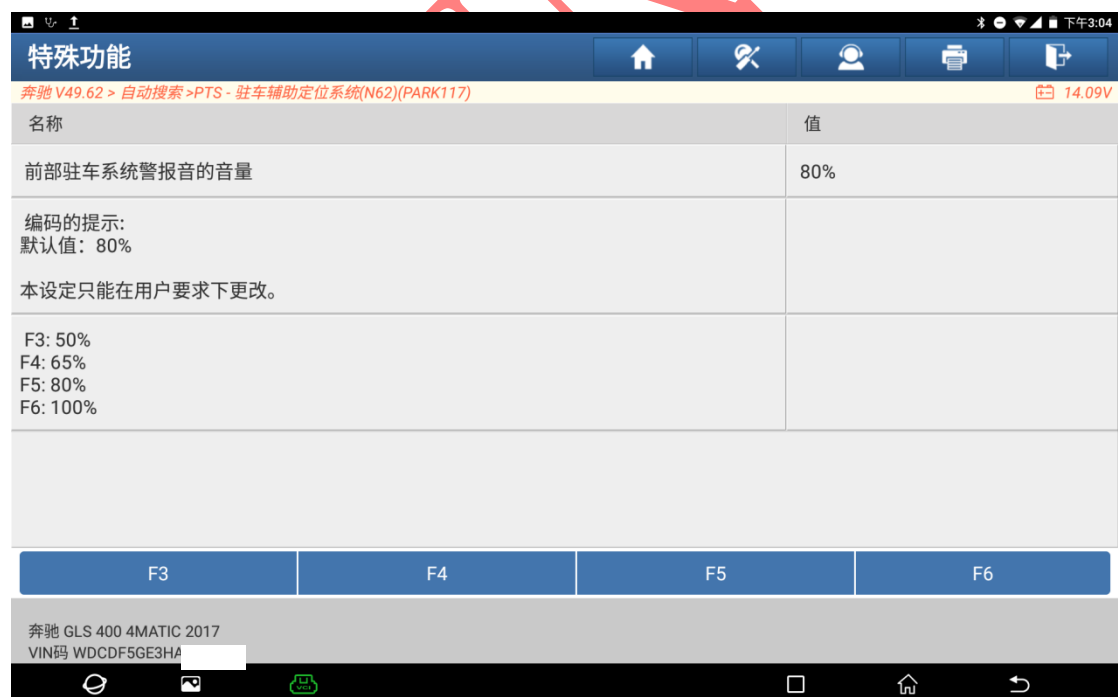 下午3:04
特殊功能
奔驰 V49.62 > 自动搜索 >PTS - 驻车辅助定位系统(N62)(PARK117)
14.09V
名称
值
前部驻车系统警报音的音量
80%
编码的提示:
默认值：80%
本设定只能在用户要求下更改。
F3: 50%
F4: 65%
F5: 80%
F6: 100%
F3
F4
F5
F6
奔驰 GLS 400 4MATIC 2017
VIN码 WDCDF5GE3HA
VCI